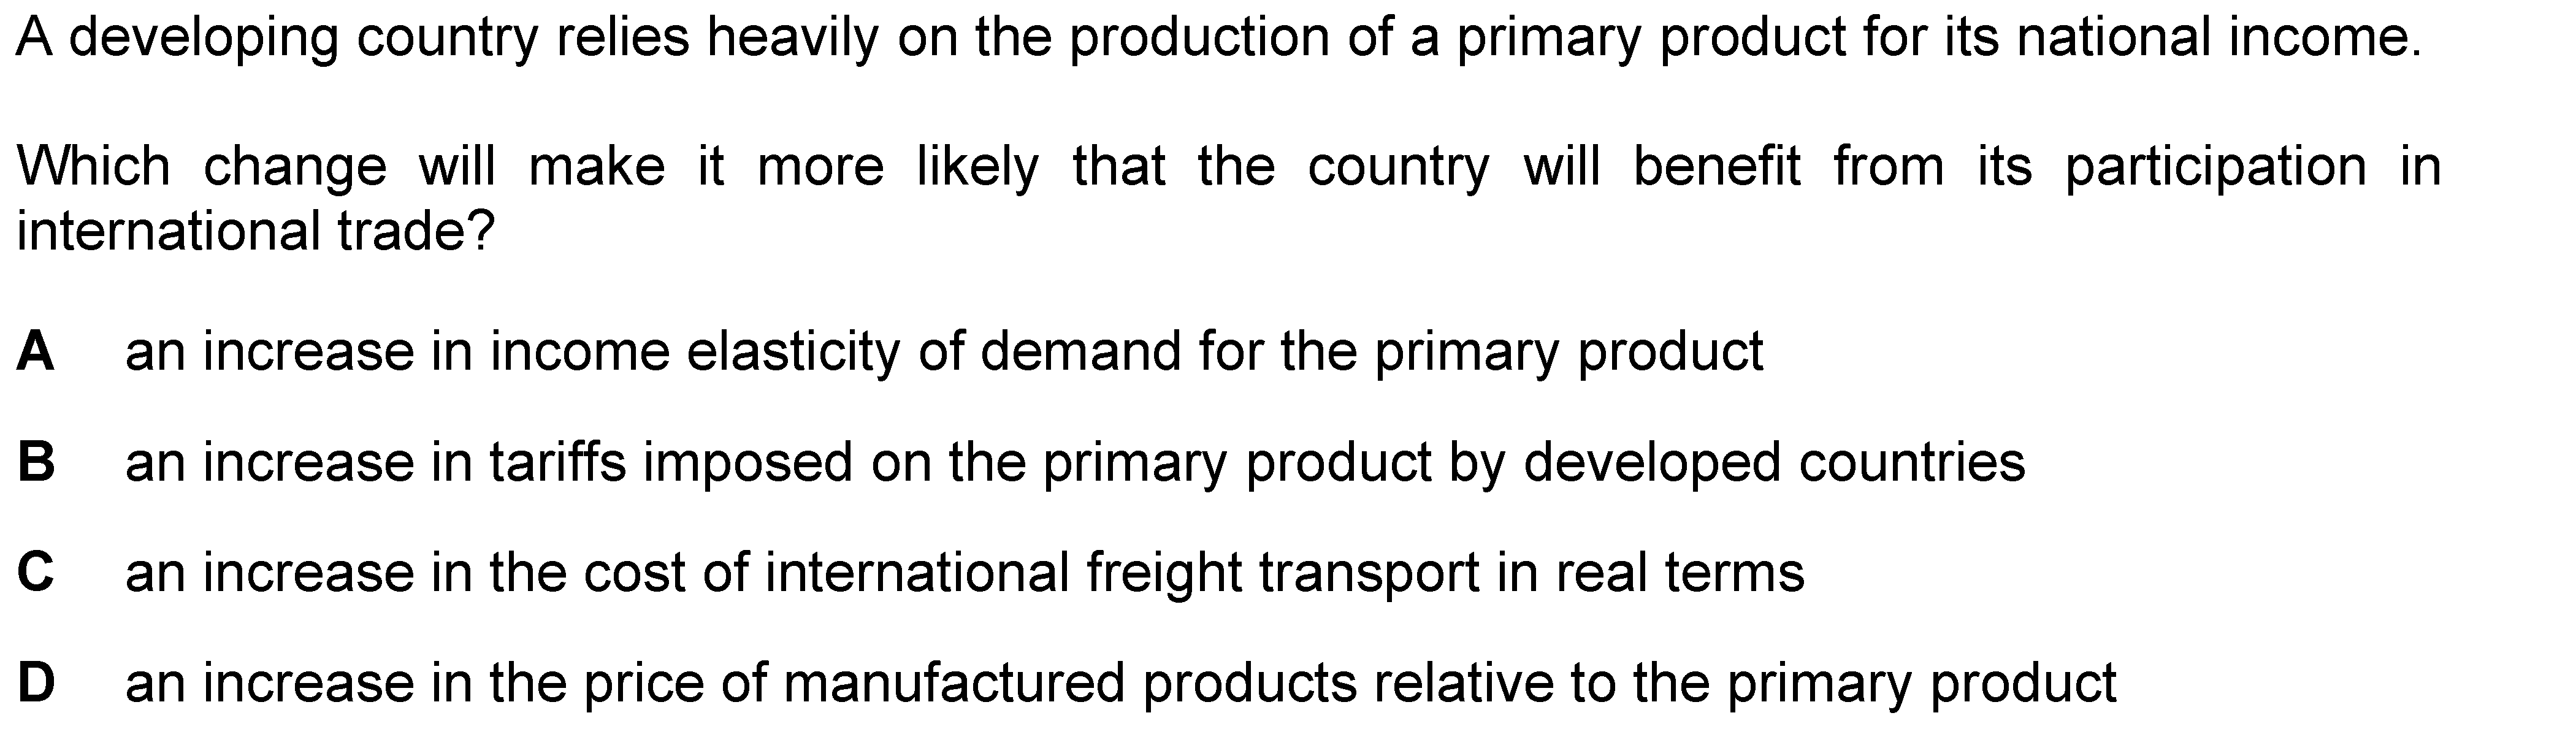 A developing country relies heavily on the production of a primary product for its national income.
Which change will make it more likely that the country will benefit from its participation in
international trade?
A an increase in income elasticity of demand for the primary product
B an increase in tariffs imposed on the primary product by developed countries
C an increase in the cost of international freight transport in real terms
D an increase in the price of manufactured products relative to the primary product